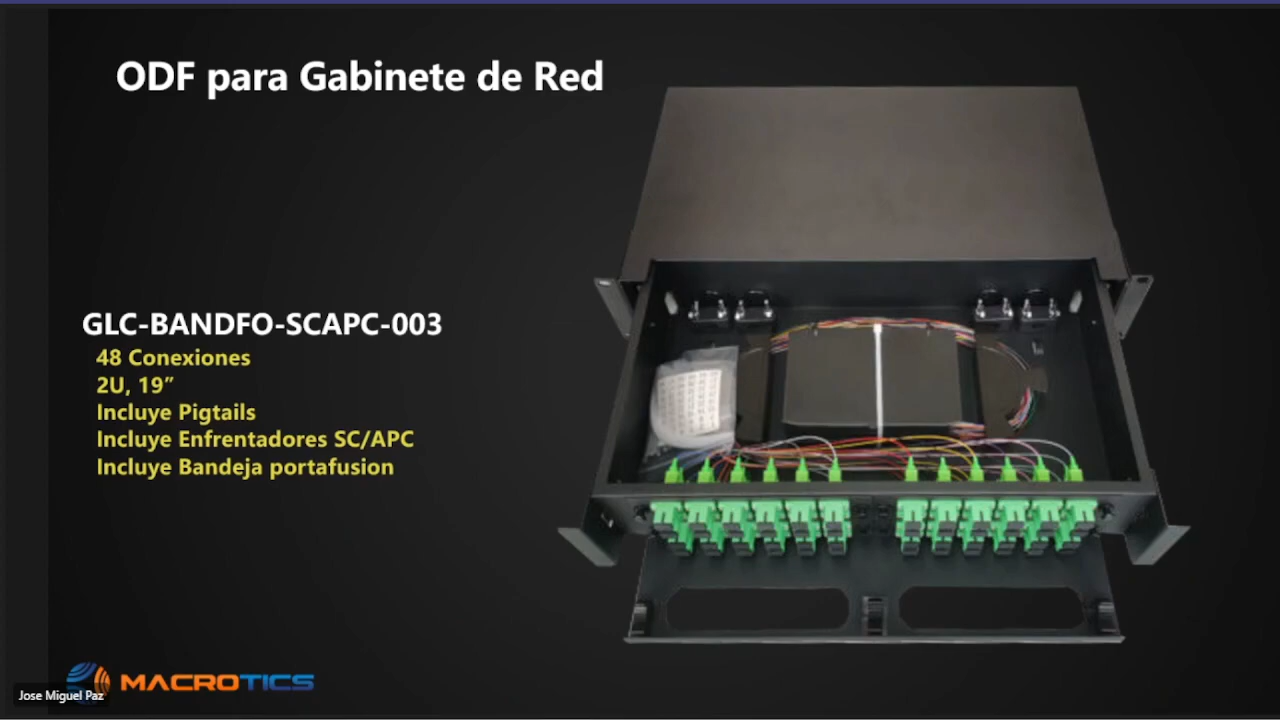 ODF para Gabinete de Red
GLC-BANDFO-SCAPC-003
48 Conexiones
2U, 19”
Incluye Pigtails
Incluye Enfrentadores SC/APC
Incluye Bandeja portafusion
MACROTICS
Jose Miguel Paz